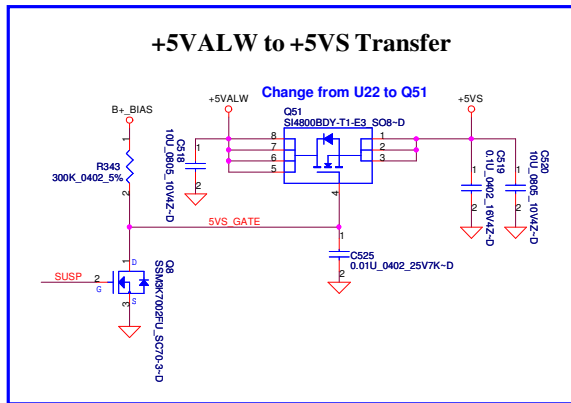 +5VALW to +5VS Transfer
Change from U22 to Q51
B+_BIAS
+5VALW
+5VS
Q51
SI4800BDY-T1-E3_SO8~D
1
R343
300K_0402_5%
2
1
C518
10U_0805_10V4Z~D
2
8
7
6
5
1
2
3
4
1
C519
0.1U_0402_16V4Z~D
2
1
C520
10U_0805_10V4Z~D
2
5VS_GATE
1
C525
0.01U_0402_25V7K~D
2
SUSP
2
G
1
D
3
S
Q8
SSM3K7002FU_SC70-3~D